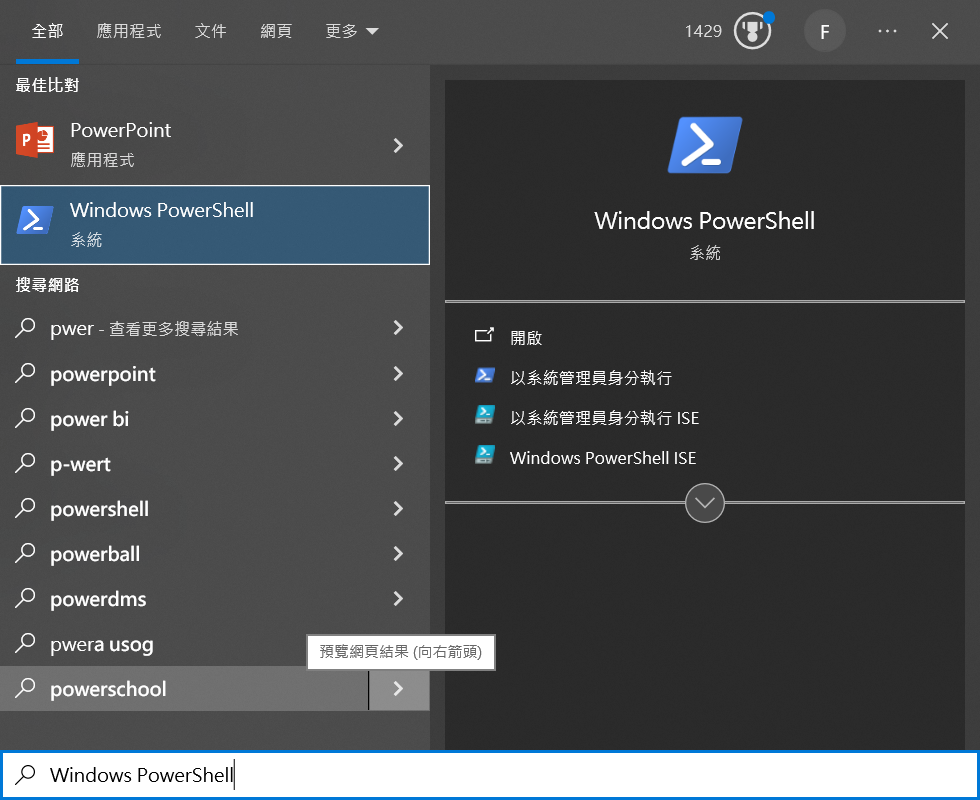 全部 應用程式 文件 網頁 更多 1429 F
最佳比對
PowerPoint
應用程式
Windows PowerShell
系統
搜尋網路
pwer - 查看更多搜尋結果
powerpoint
power bi
p-wert
powershell
powerball
powerdms
pwera usog
預覽網頁結果 (向右箭頭)
powerschool
Windows PowerShell
系統
開啟
以系統管理員身分執行
以系統管理員身分執行 ISE
Windows PowerShell ISE
Windows PowerShell